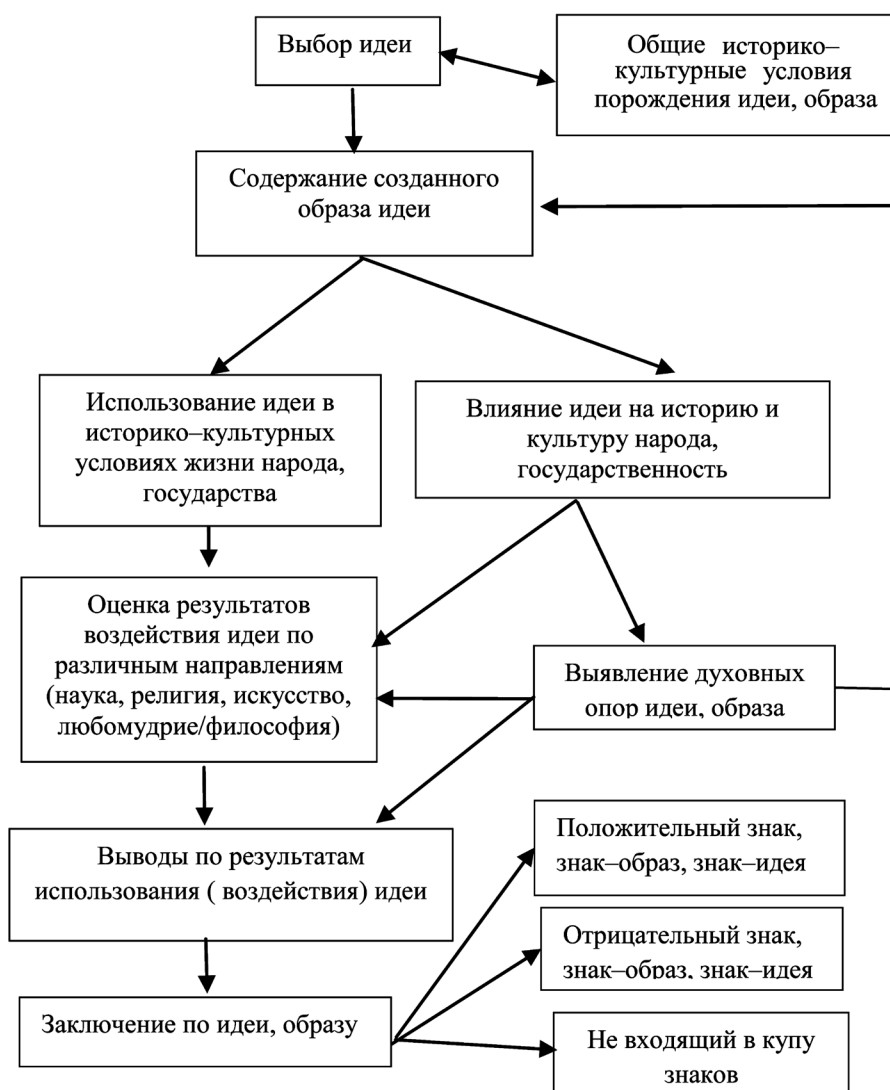 Выбор идеи
Общие историко–
культурные условия
порождения идеи, образа
Содержание созданного
образа идеи
Использование идеи в
историко–культурных
условиях жизни народа,
государства
Влияние идеи на историю и
культуру народа,
государственность
Оценка результатов
воздействия идеи по
различным направлениям
(наука, религия, искусство,
любомудрие/философия)
Выявление духовных
опор идеи, образа
Выводы по результатам
использования ( воздействия) идеи
Положительный знак,
знак–образ, знак–идея
Отрицательный знак,
знак–образ, знак–идея
Заключение по идеи, образу
Не входящий в купу
знаков